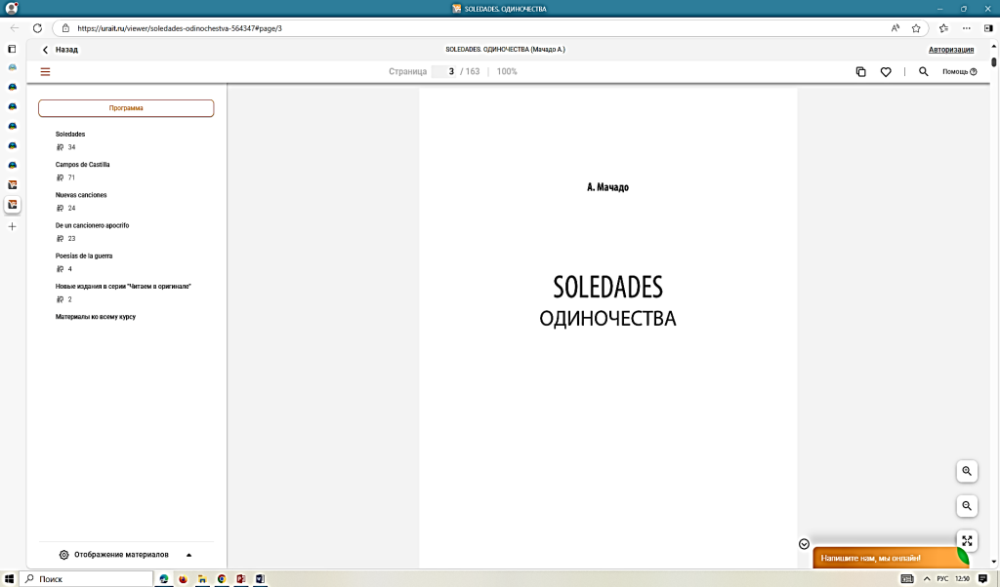 SOLEDADES. ОДИНОЧЕСТВА
https://urait.ru/viewer/soledades-odinochestva-564347#page/3
Назад
SOLEDADES. ОДИНОЧЕСТВА (Мачадо А.)
Авторизация
Страница 3 / 163 | 100%
Помощь
Программа
Soledades
34
Campos de Castilla
71
Nuevas canciones
24
De un cancionero apocrifo
23
Poesías de la guerra
4
Новые издания в серии "Читаем в оригинале"
2
Материалы ко всему курсу
А. Мачадо
SOLEDADES
ОДИНОЧЕСТВА
Отображение материалов
Напишите нам, мы онлайн!
Поиск
РУС
12:50